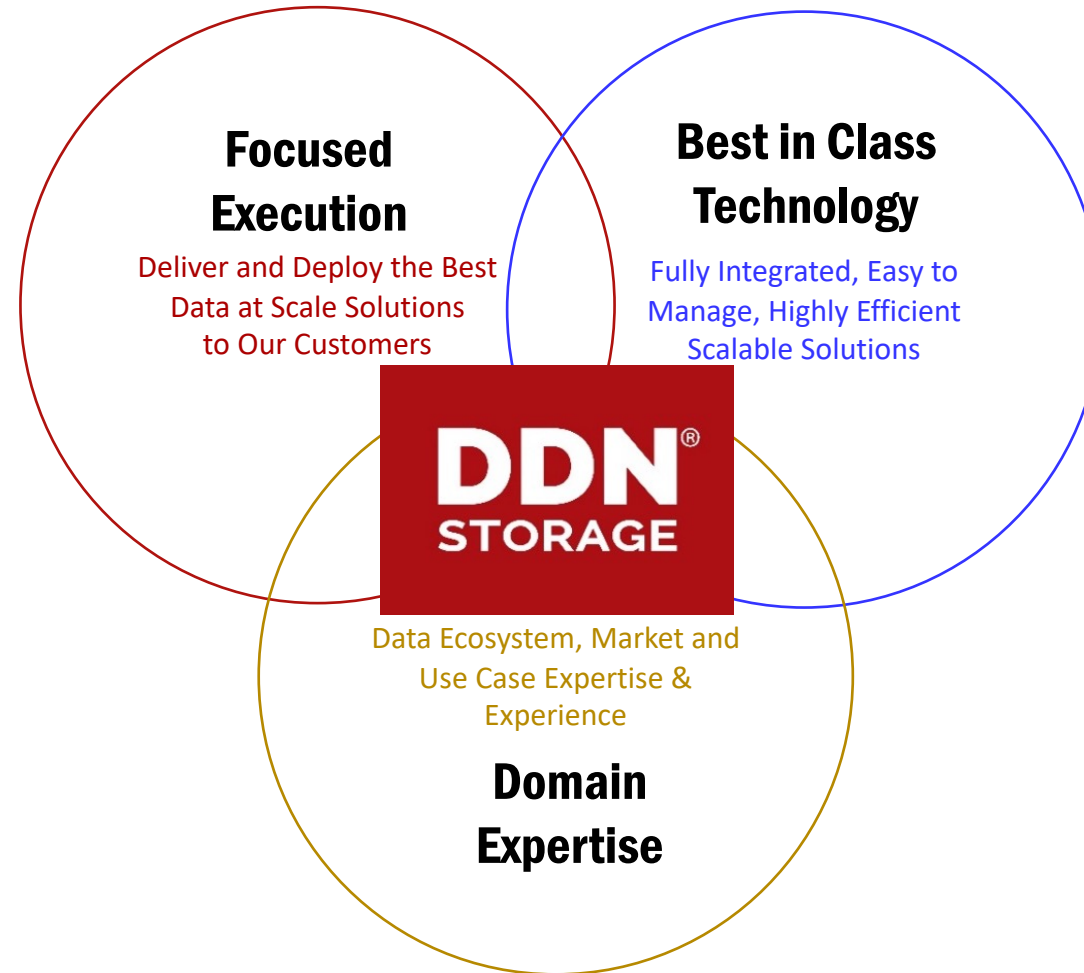 Focused
Execution
Deliver and Deploy the Best
Data at Scale Solutions
to Our Customers
Best in Class
Technology
Fully Integrated, Easy to
Manage, Highly Efficient
Scalable Solutions
DDN®
STORAGE
Data Ecosystem, Market and
Use Case Expertise &
Experience
Domain
Expertise